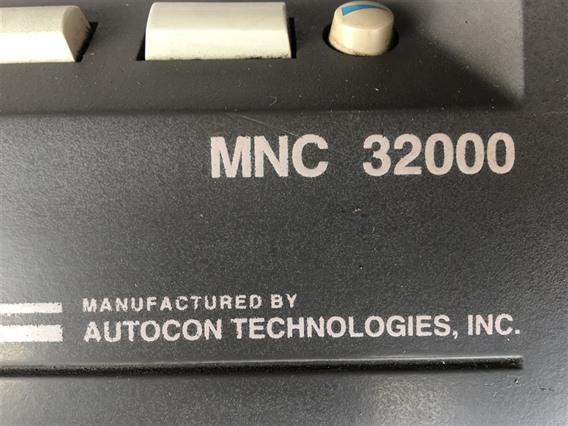 MNC 32000
MANUFACTURED BY
AUTOCON TECHNOLOGIES, INC.